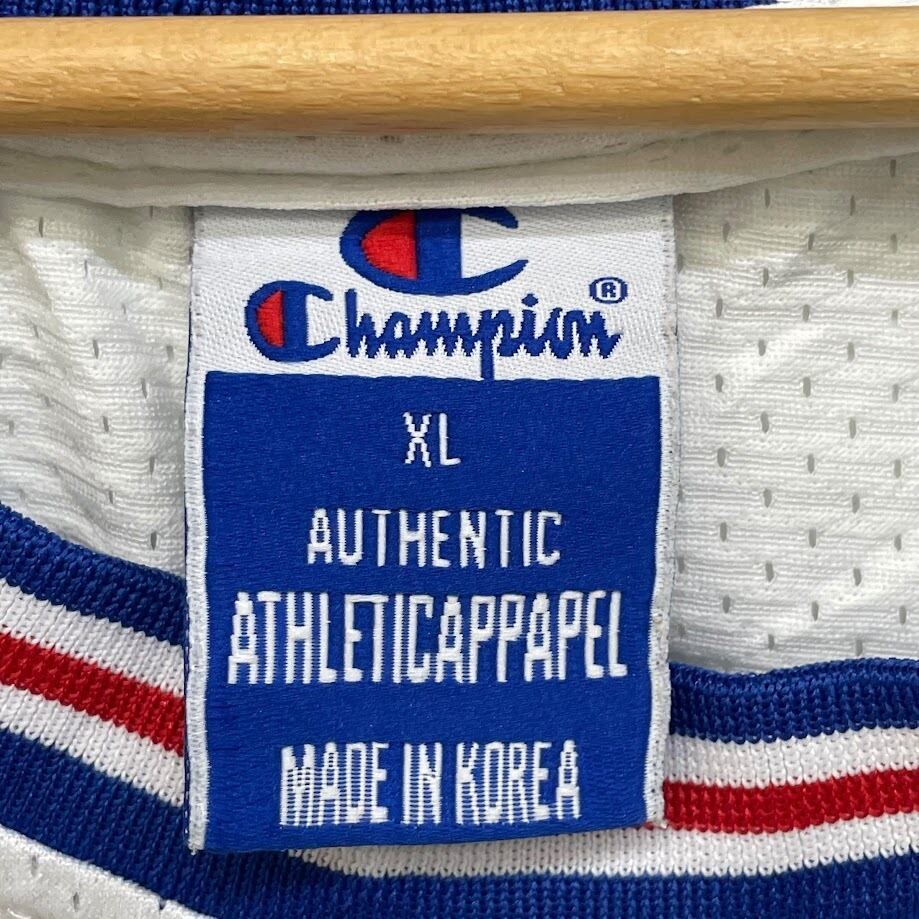 Champion®
XL
AUTHENTIC
ATHLETICAPPAPEL
MADE IN KOREA